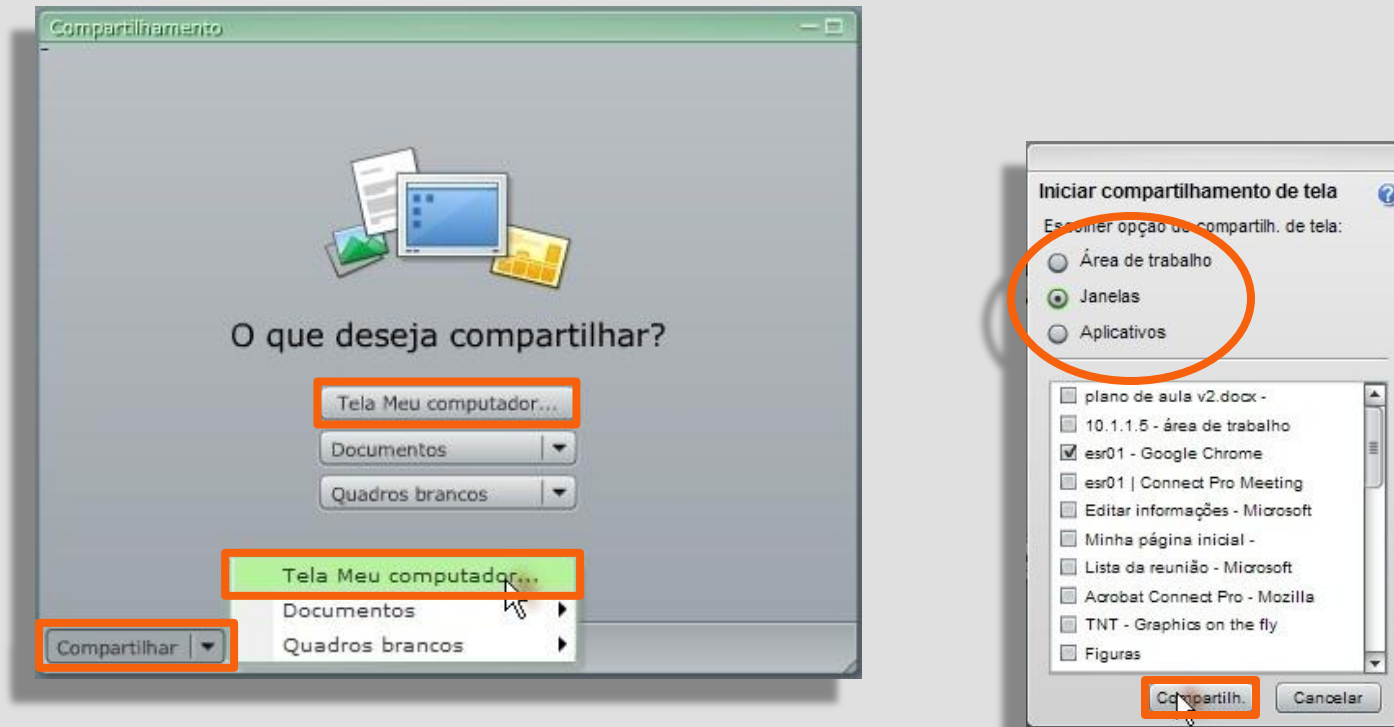 Compartilhamento
O que deseja compartilhar?
Tela Meu computador...
Documentos
Quadros brancos
Tela Meu computador...
Documentos
Quadros brancos
Compartilhar
Iniciar compartilhamento de tela
Escolher opção de compartilh. de tela:
Área de trabalho
Janelas
Aplicativos
plano de aula v2.docx -
10.1.1.5 - área de trabalho
esr01 - Google Chrome
esr01 | Connect Pro Meeting
Editar informações - Microsoft
Minha página inicial -
Lista da reunião - Microsoft
Acrobat Connect Pro - Mozilla
TNT - Graphics on the fly
Figuras
Compartilh.
Cancelar